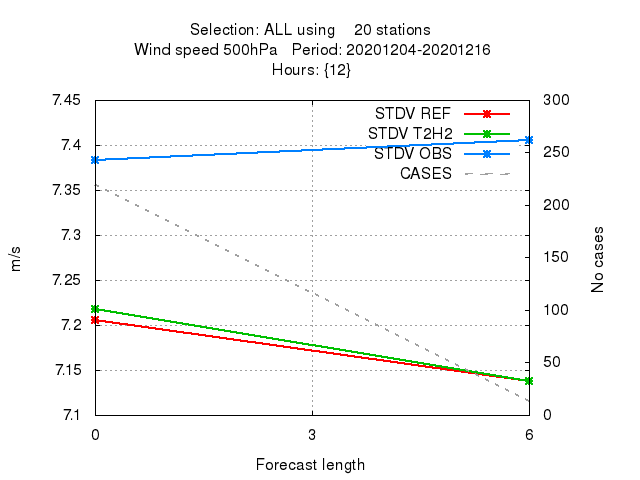 Selection: ALL using    20 stations
Wind speed 500hPa   Period: 20201204-20201216
Hours: {12}
7.45
7.4
7.35
7.3
7.25
7.2
7.15
7.1
300
250
200
150
100
50
0
STDV REF
STDV T2H2
STDV OBS
CASES
m/s
No cases
0
3
6
Forecast length